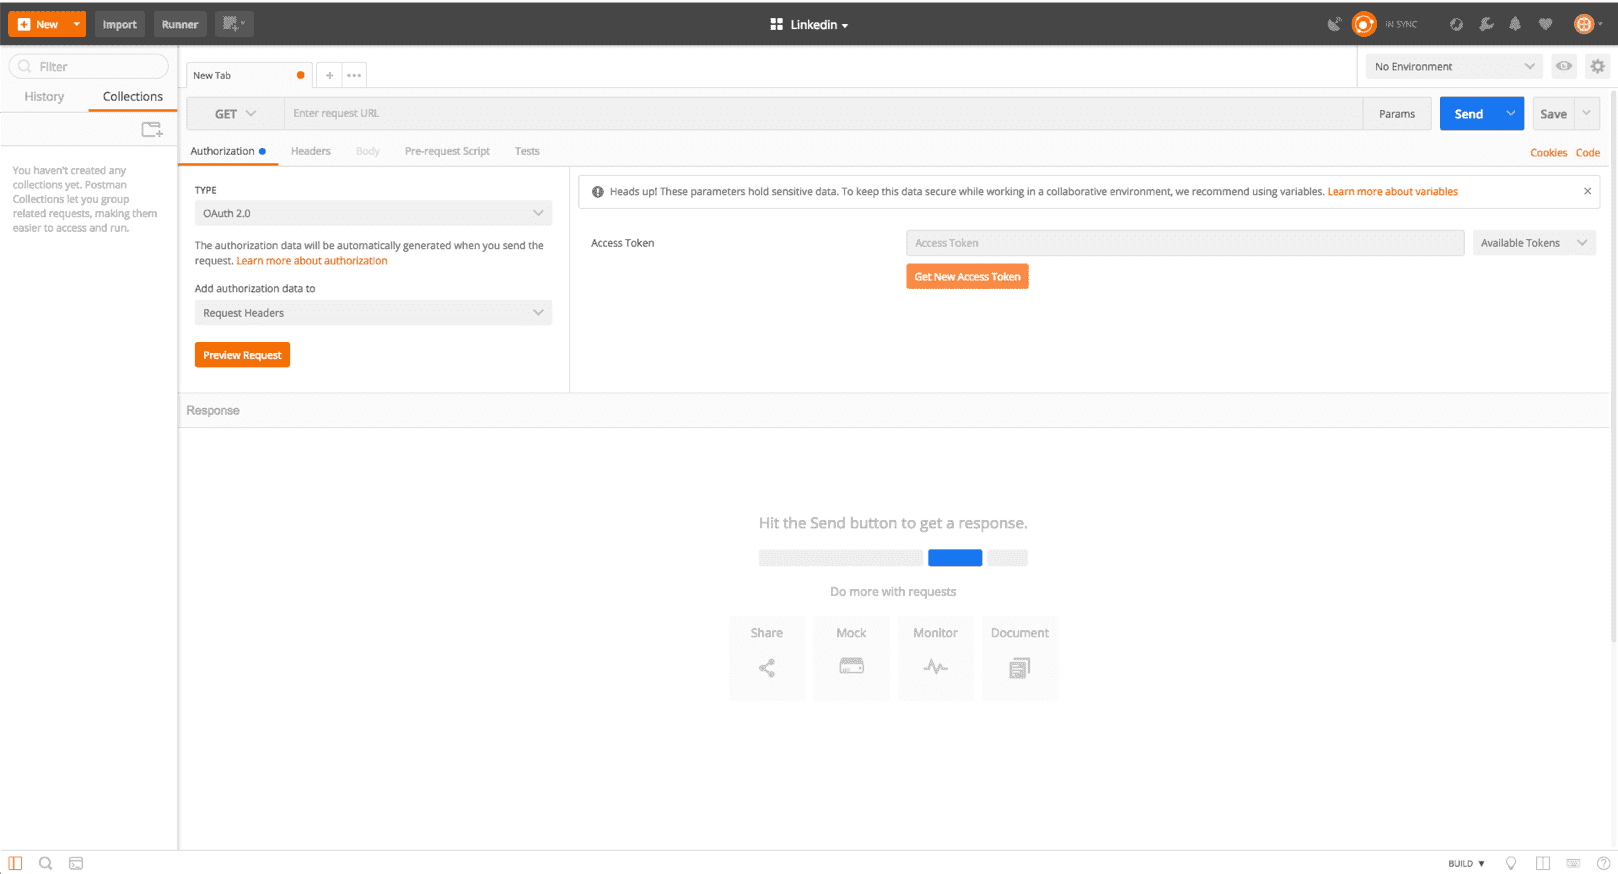 New
Import
Runner
Linkedin
IN SYNC
Filter
History
Collections
You haven't created any
collections yet. Postman
Collections let you group
related requests, making them
easier to access and run.
New Tab
No Environment
GET
Enter request URL
Params
Send
Save
Authorization
Headers
Body
Pre-request Script
Tests
Cookies
Code
TYPE
OAuth 2.0
The authorization data will be automatically generated when you send the
request. Learn more about authorization
Add authorization data to
Request Headers
Preview Request
Heads up! These parameters hold sensitive data. To keep this data secure while working in a collaborative environment, we recommend using variables. Learn more about variables
Access Token
Access Token
Available Tokens
Get New Access Token
Response
Hit the Send button to get a response.
Do more with requests
Share
Mock
Monitor
Document
BUILD